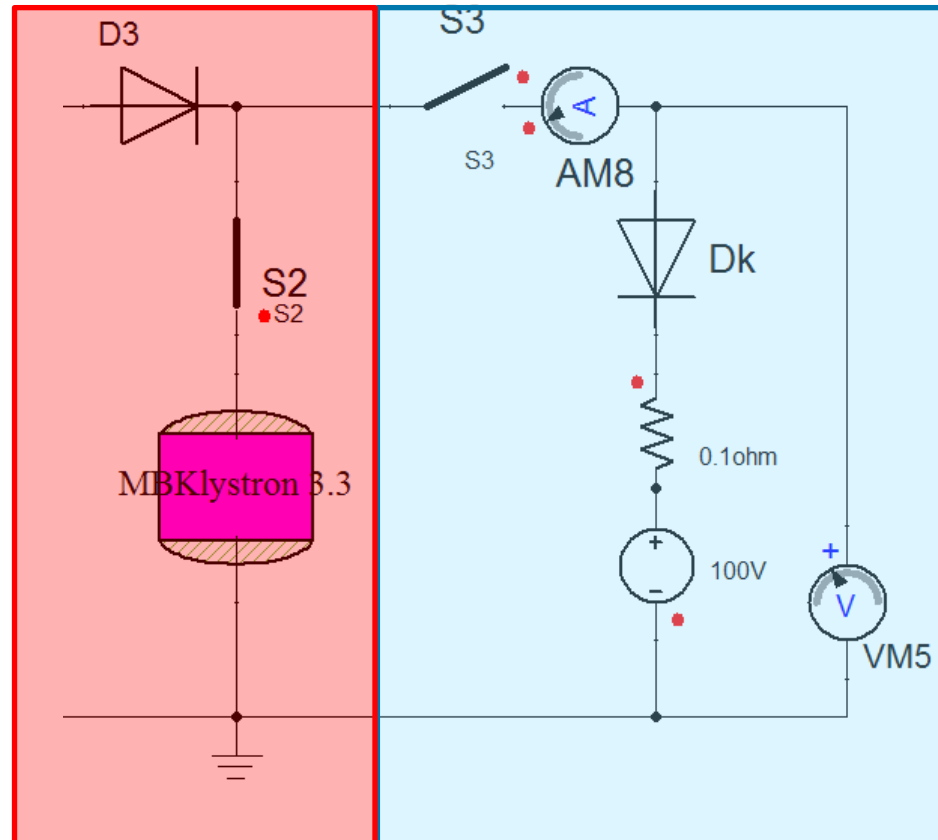 D3
S3
S3
A
AM8
S2
S2
Dk
MBKlystron 3.3
0.1ohm
+
100V
−
+
V
VM5